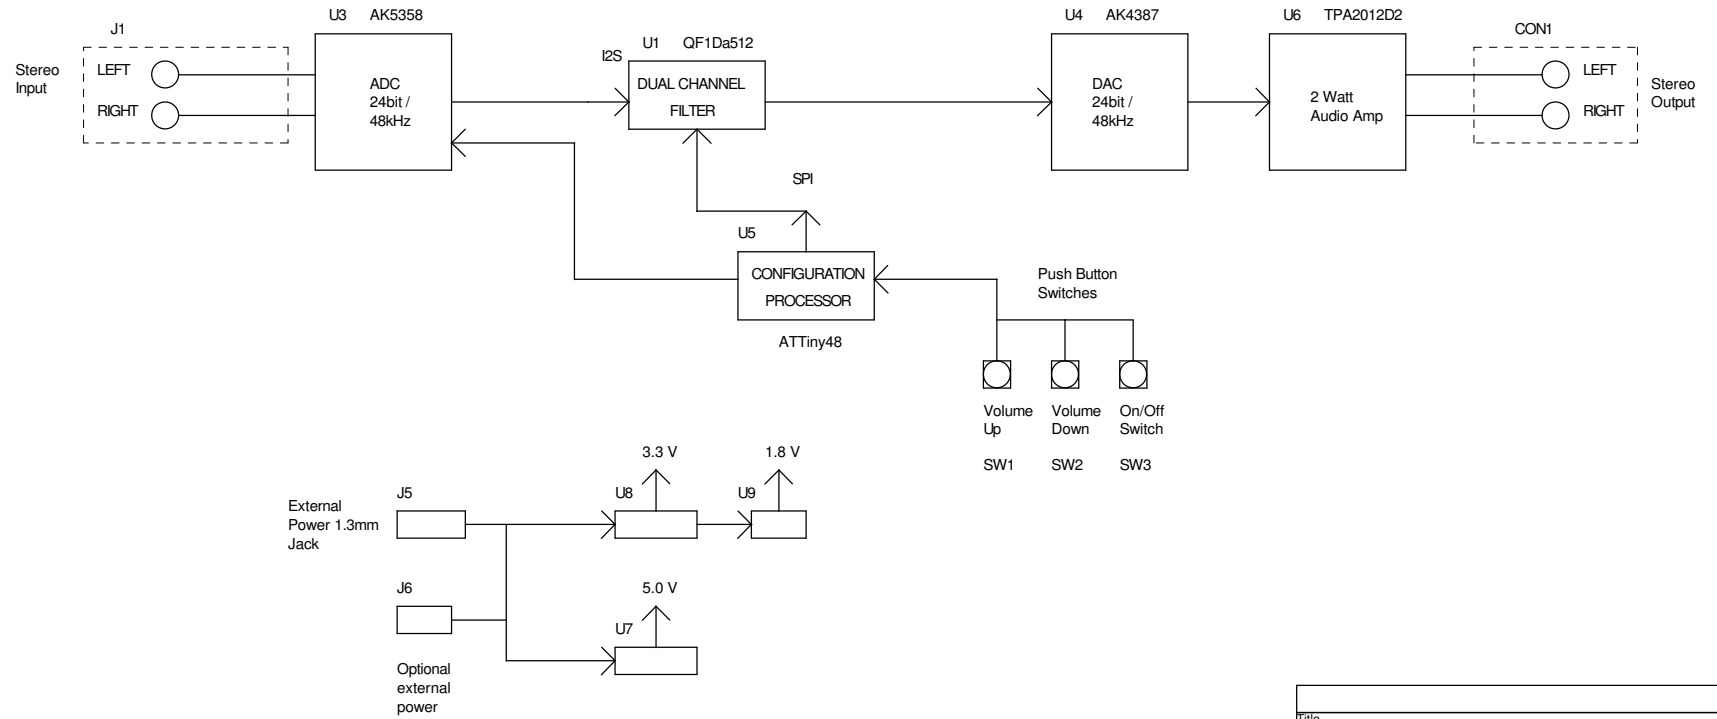 U3 AK5358
U4 AK4387
U6 TPA2012D2
J1
I2S
U1 QF1Da512
CON1
Stereo
Input
LEFT
RIGHT
ADC
24bit /
48kHz
DUAL CHANNEL
FILTER
DAC
24bit /
48kHz
2 Watt
Audio Amp
LEFT
RIGHT
Stereo
Output
SPI
U5
CONFIGURATION
PROCESSOR
ATTiny48
Push Button
Switches
Volume
Up
SW1
Volume
Down
SW2
On/Off
Switch
SW3
3.3 V
1.8 V
J5
U8
U9
External
Power 1.3mm
Jack
J6
5.0 V
U7
Optional
external
power
Title